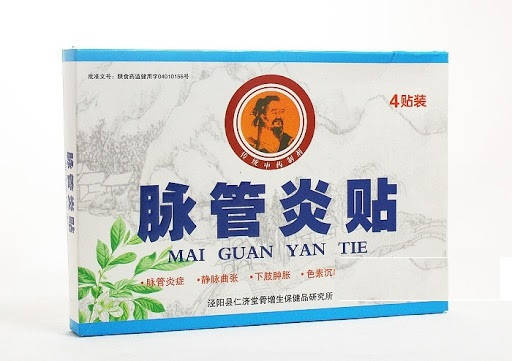 批准文号：陕食药监健用字04010156号
4贴装
传统中药制剂
脉管炎贴
MAI GUAN YAN TIE
•脉管炎症 •静脉曲张 •下肢肿胀 •色素沉
泾阳县仁济堂骨增生保健品研究所
脉管炎贴